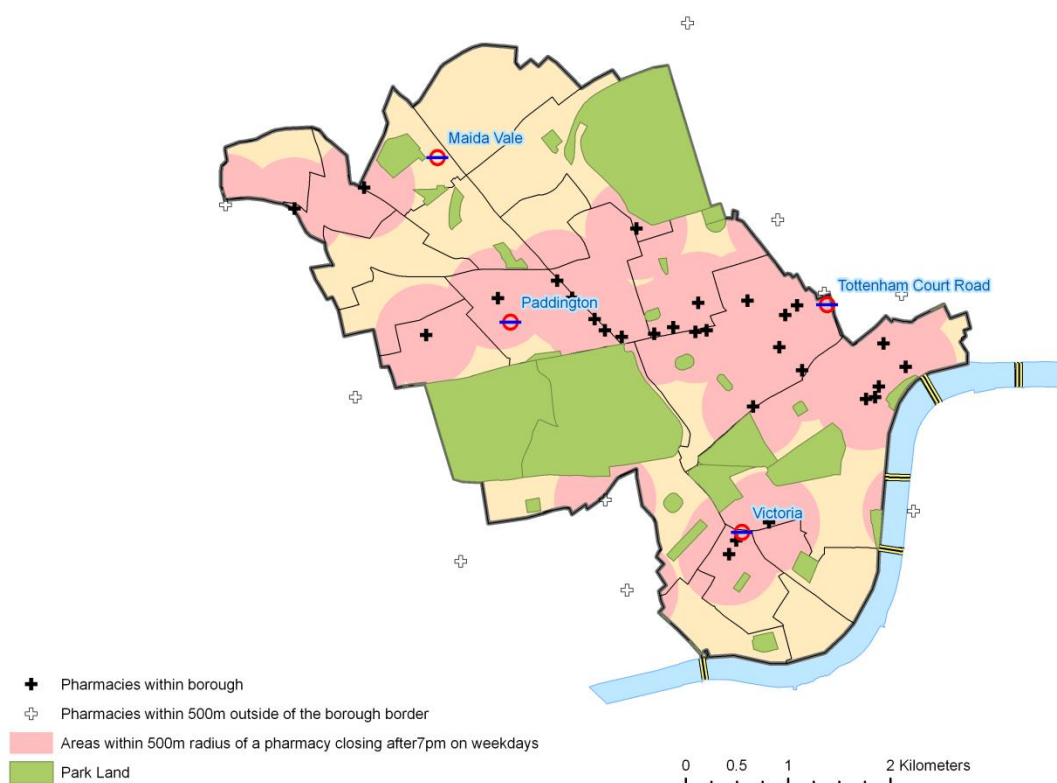 Maida Vale
Tottenham Court Road
Paddington
Victoria
Pharmacies within borough
Pharmacies within 500m outside of the borough border
Areas within 500m radius of a pharmacy closing after7pm on weekdays
Park Land
0 0.5 1 2 Kilometers